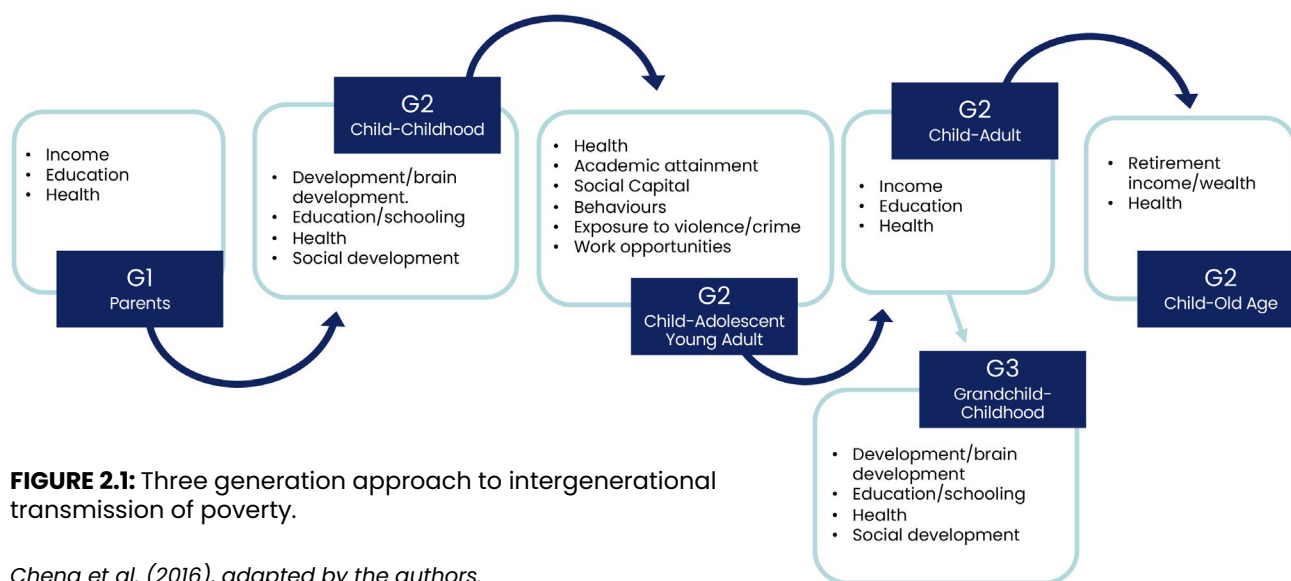 • Income
• Education
• Health
G1
Parents
G2
Child-Childhood
• Development/brain
development.
• Education/schooling
• Health
• Social development
• Health
• Academic attainment
• Social Capital
• Behaviours
• Exposure to violence/crime
• Work opportunities
G2
Child-Adolescent
Young Adult
G2
Child-Adult
• Income
• Education
• Health
• Retirement
income/wealth
• Health
G2
Child-Old Age
G3
Grandchild-
Childhood
• Development/brain
development
• Education/schooling
• Health
• Social development
FIGURE 2.1: Three generation approach to intergenerational
transmission of poverty.
Cheng et al. (2016), adapted by the authors.